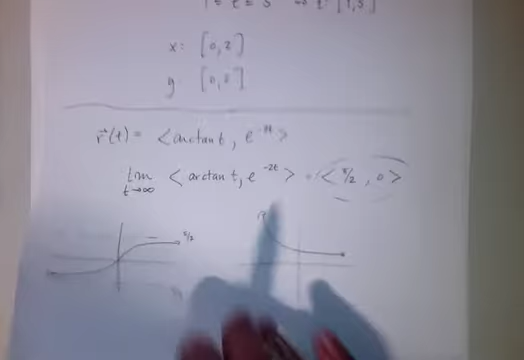 x: [0,2]
y: [0,8]
r⃗(t) = <arctan t, e^-2t>
lim t→∞ <arctan t, e^-2t> = <π/2, 0>
π/2